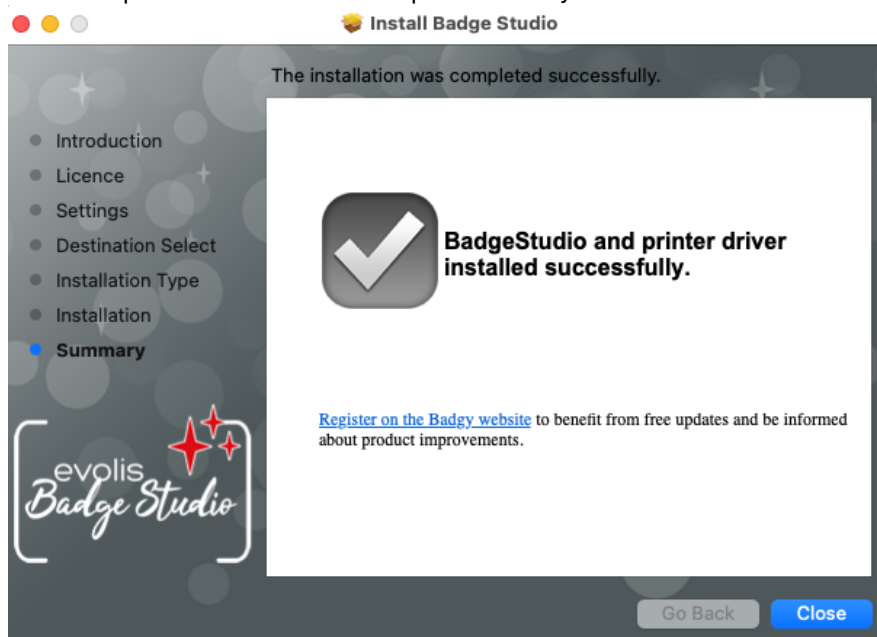 Install Badge Studio
The installation was completed successfully.
Introduction
Licence
Settings
Destination Select
Installation Type
Installation
Summary
BadgeStudio and printer driver
installed successfully.
Register on the Badgy website to benefit from free updates and be informed
about product improvements.
evolis
Badge Studio
Go Back
Close